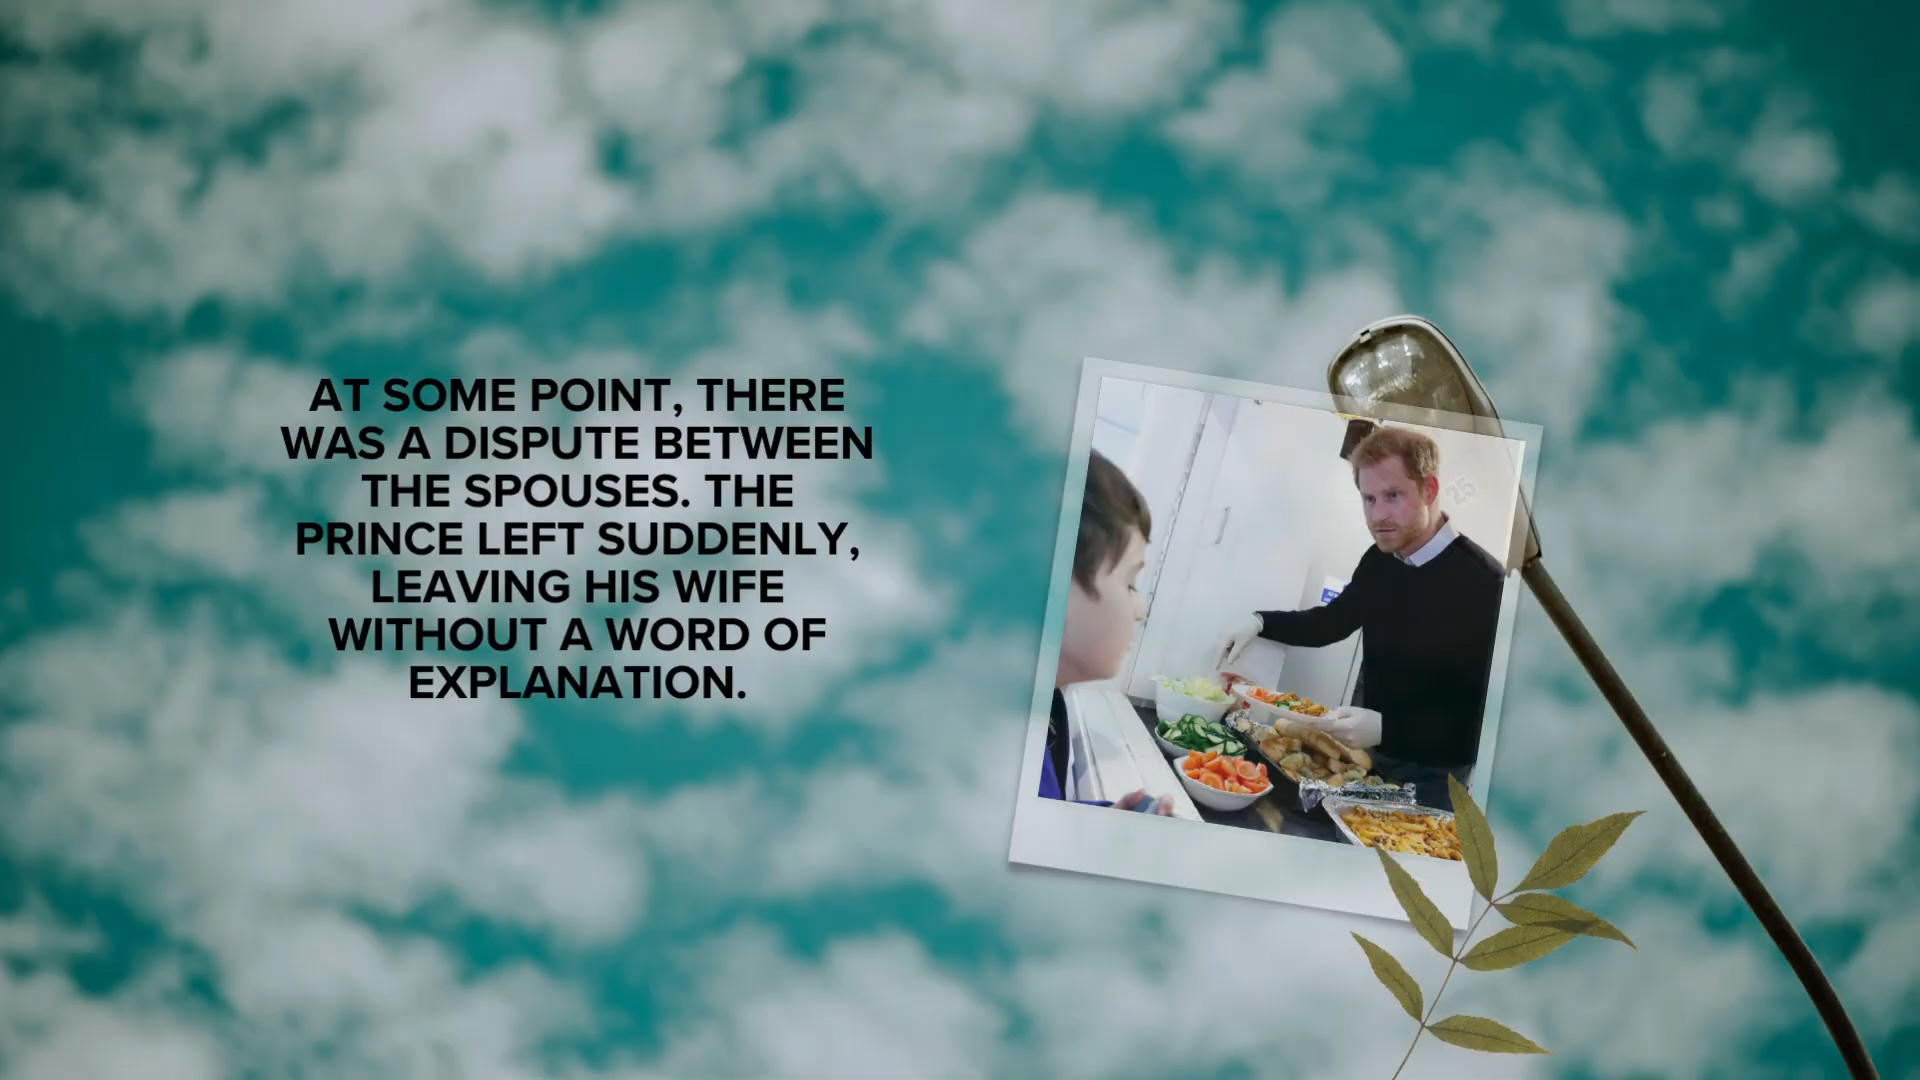 AT SOME POINT, THERE
WAS A DISPUTE BETWEEN
THE SPOUSES. THE
PRINCE LEFT SUDDENLY,
LEAVING HIS WIFE
WITHOUT A WORD OF
EXPLANATION.
25